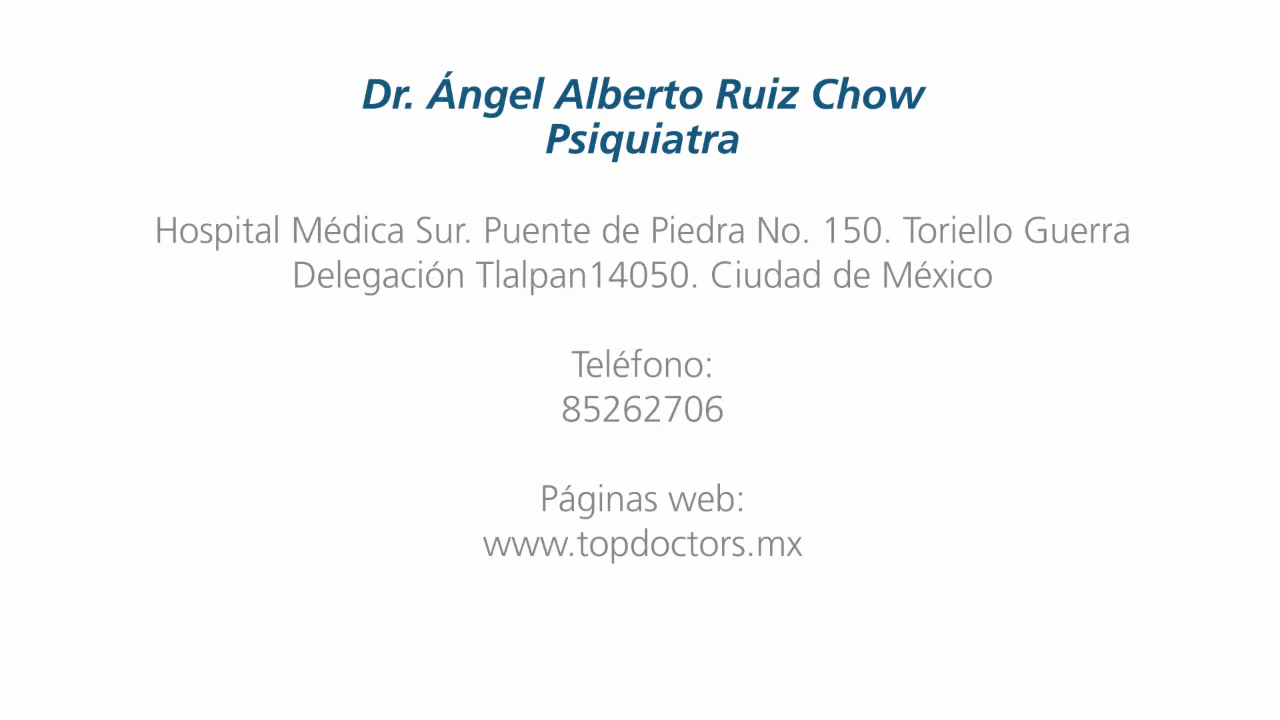 Dr. Ángel Alberto Ruiz Chow
Psiquiatra
Hospital Médica Sur. Puente de Piedra No. 150. Toriello Guerra
Delegación Tlalpan14050. Ciudad de México
Teléfono:
85262706
Páginas web:
www.topdoctors.mx